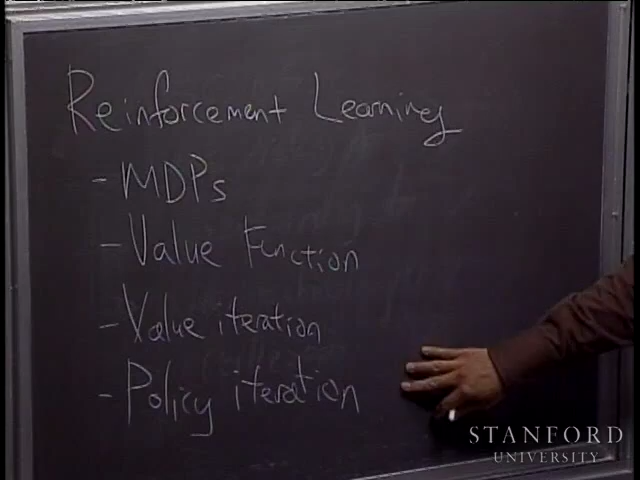 Reinforcement Learning
- MDPs
- Value Function
- Value iteration
- Policy iteration
STANFORD
UNIVERSITY